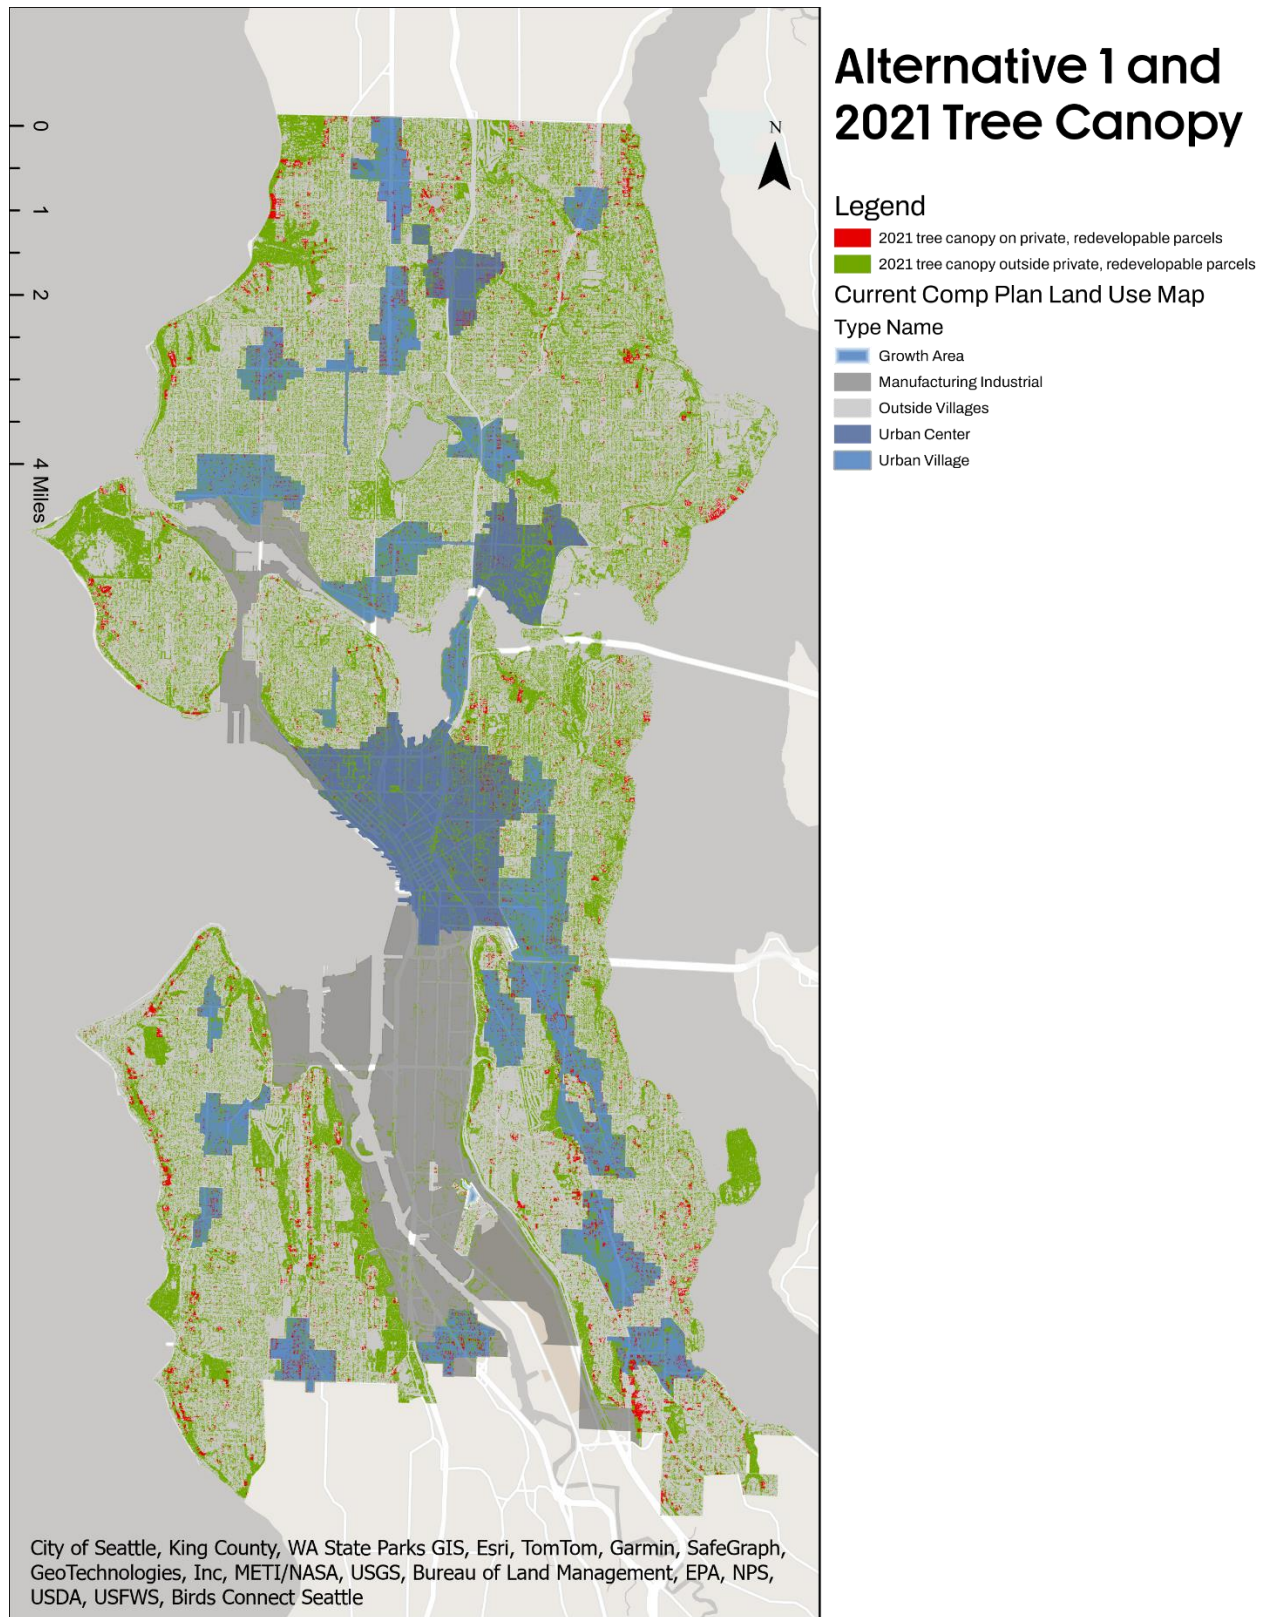 Alternative 1 and
2021 Tree Canopy
N
Legend
2021 tree canopy on private, redevelopable parcels
2021 tree canopy outside private, redevelopable parcels
Current Comp Plan Land Use Map
Type Name
Growth Area
Manufacturing Industrial
Outside Villages
Urban Center
Urban Village
0
1
2
4 Miles
City of Seattle, King County, WA State Parks GIS, Esri, TomTom, Garmin, SafeGraph,
GeoTechnologies, Inc, METI/NASA, USGS, Bureau of Land Management, EPA, NPS,
USDA, USFWS, Birds Connect Seattle